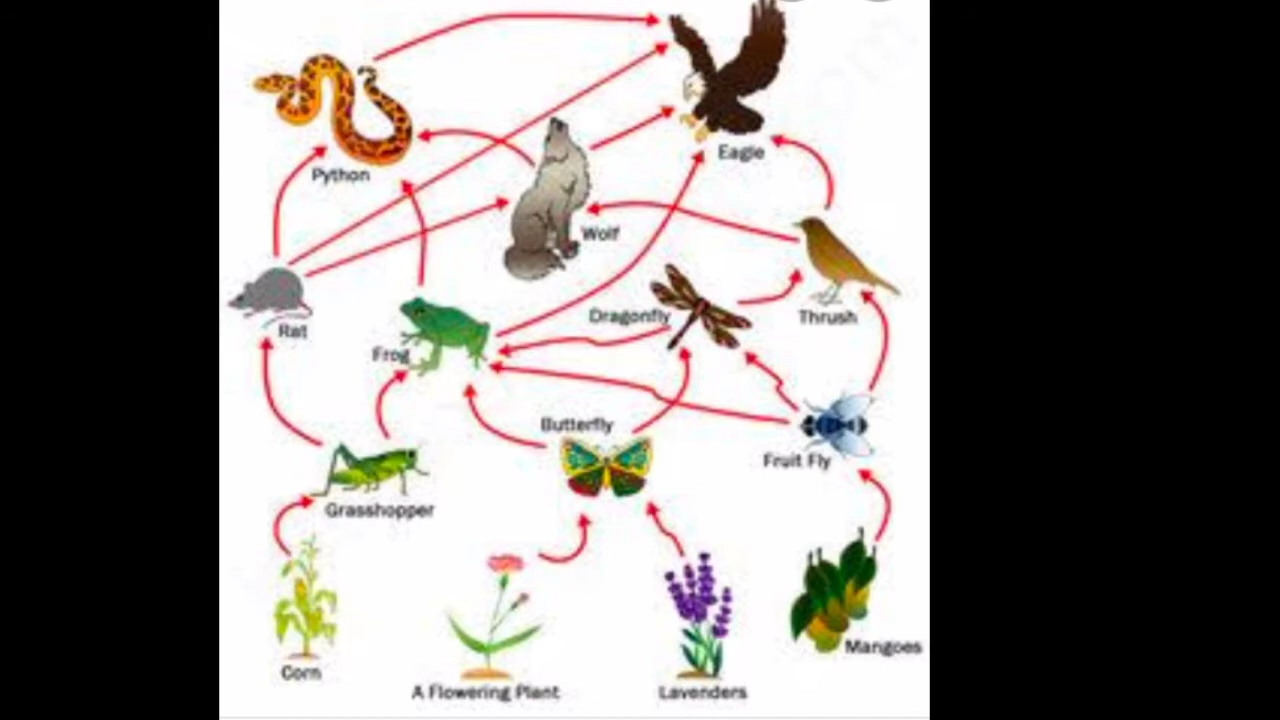 Eagle
Python
Wolf
Dragonfly
Thrush
Rat
Frog
Butterfly
Fruit Fly
Grasshopper
Mangoes
Corn
A Flowering Plant
Lavenders